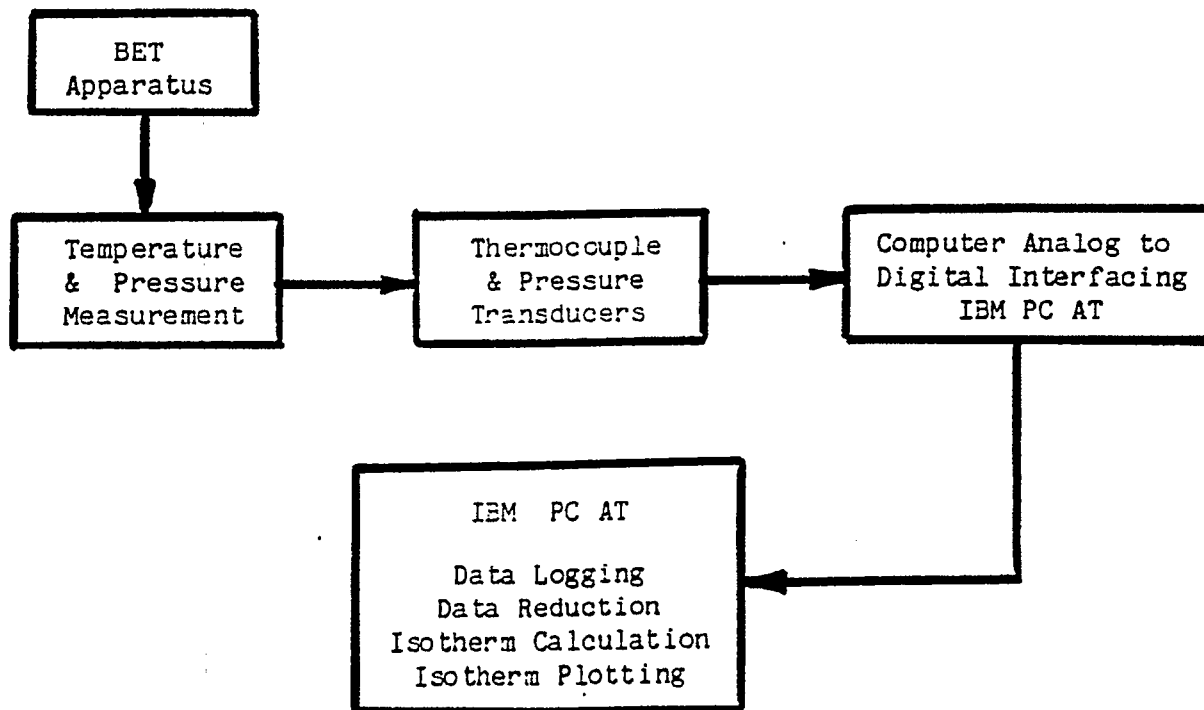 BET
Apparatus
Temperature
& Pressure
Measurement
Thermocouple
& Pressure
Transducers
Computer Analog to
Digital Interfacing
IBM PC AT
IBM PC AT
Data Logging
Data Reduction
Isotherm Calculation
Isotherm Plotting